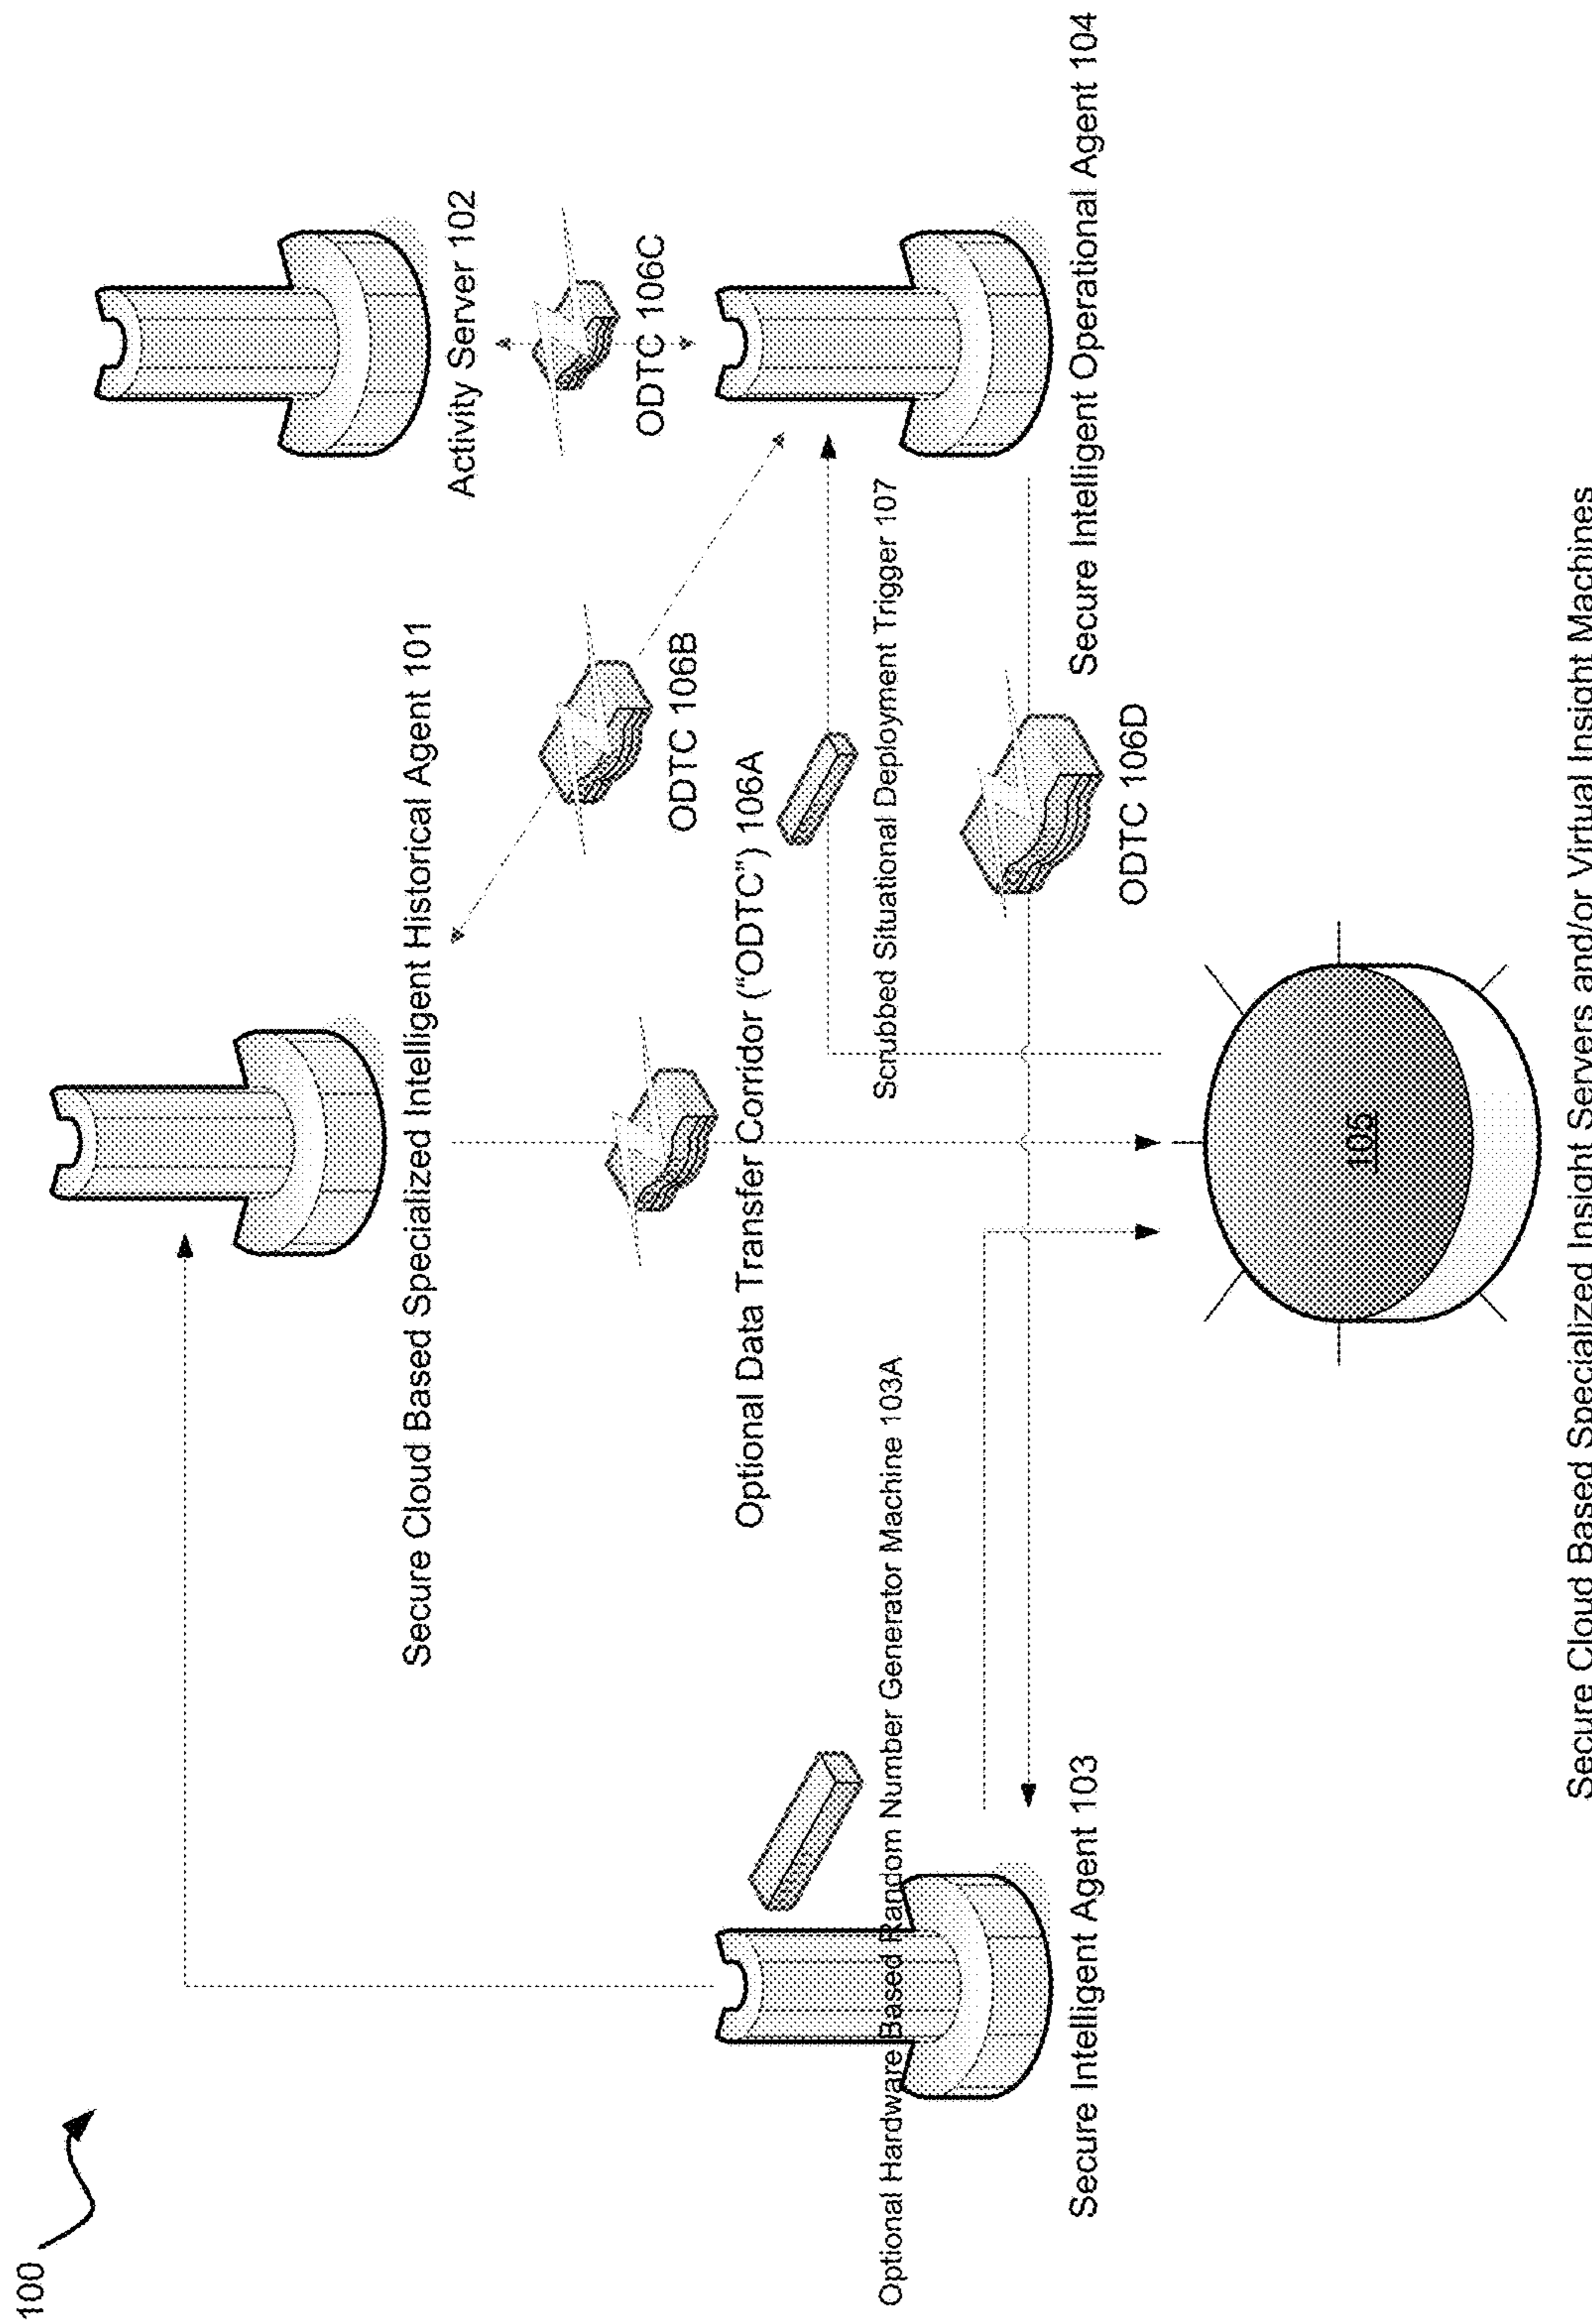 100
Secure Cloud Based Specialized Intelligent Historical Agent 101
Activity Server 102
ODTC 106C
ODTC 106B
Optional Data Transfer Corridor (“ODTC”) 106A
Optional Hardware Based Random Number Generator Machine 103A
Scrubbed Situational Deployment Trigger 107
Secure Intelligent Agent 103
Secure Intelligent Operational Agent 104
ODTC 106D
105
Secure Cloud Based Specialized Insight Servers and/or Virtual Insight Machines